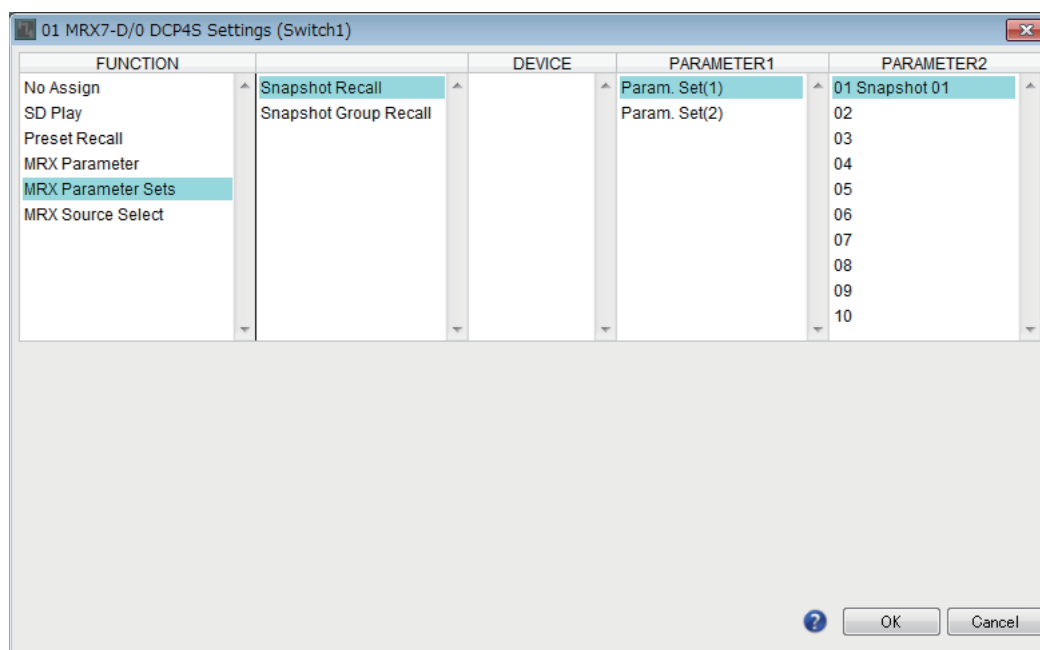 01 MRX7-D/0 DCP4S Settings (Switch1)
FUNCTION DEVICE PARAMETER1 PARAMETER2
No Assign Snapshot Recall Param. Set(1) 01 Snapshot 01
SD Play Snapshot Group Recall Param. Set(2) 02
Preset Recall 03
MRX Parameter 04
MRX Parameter Sets 05
MRX Source Select 06
07
08
09
10
? OK Cancel